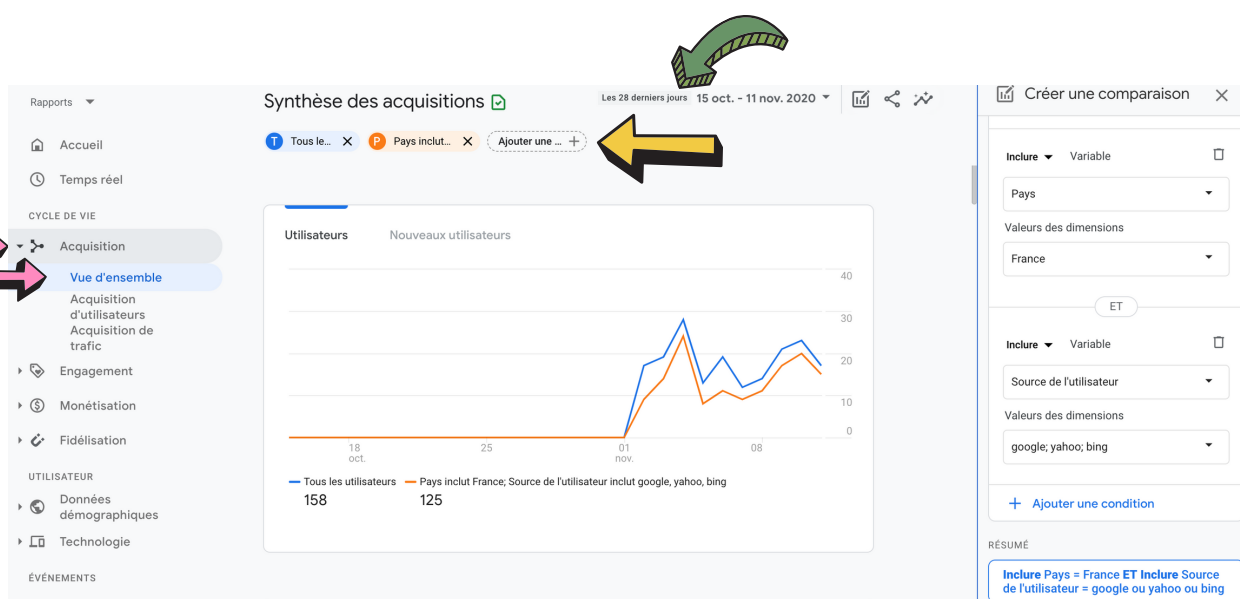 Rapports
Accueil
Temps réel
CYCLE DE VIE
Acquisition
Vue d'ensemble
Acquisition
d'utilisateurs
Acquisition de
trafic
Engagement
Monétisation
Fidélisation
UTILISATEUR
Données
démographiques
Technologie
ÉVÉNEMENTS
Synthèse des acquisitions
Les 28 derniers jours 15 oct. - 11 nov. 2020
T Tous le... X P Pays inclut... X Ajouter une ... +
Utilisateurs Nouveaux utilisateurs
40
30
20
10
0
18 25 01 08
oct. nov.
Tous les utilisateurs Pays inclut France; Source de l'utilisateur inclut google, yahoo, bing
158 125
Créer une comparaison
Inclure Variable
Pays
Valeurs des dimensions
France
ET
Inclure Variable
Source de l'utilisateur
Valeurs des dimensions
google; yahoo; bing
+ Ajouter une condition
RÉSUMÉ
Inclure Pays = France ET Inclure Source
de l'utilisateur = google ou yahoo ou bing